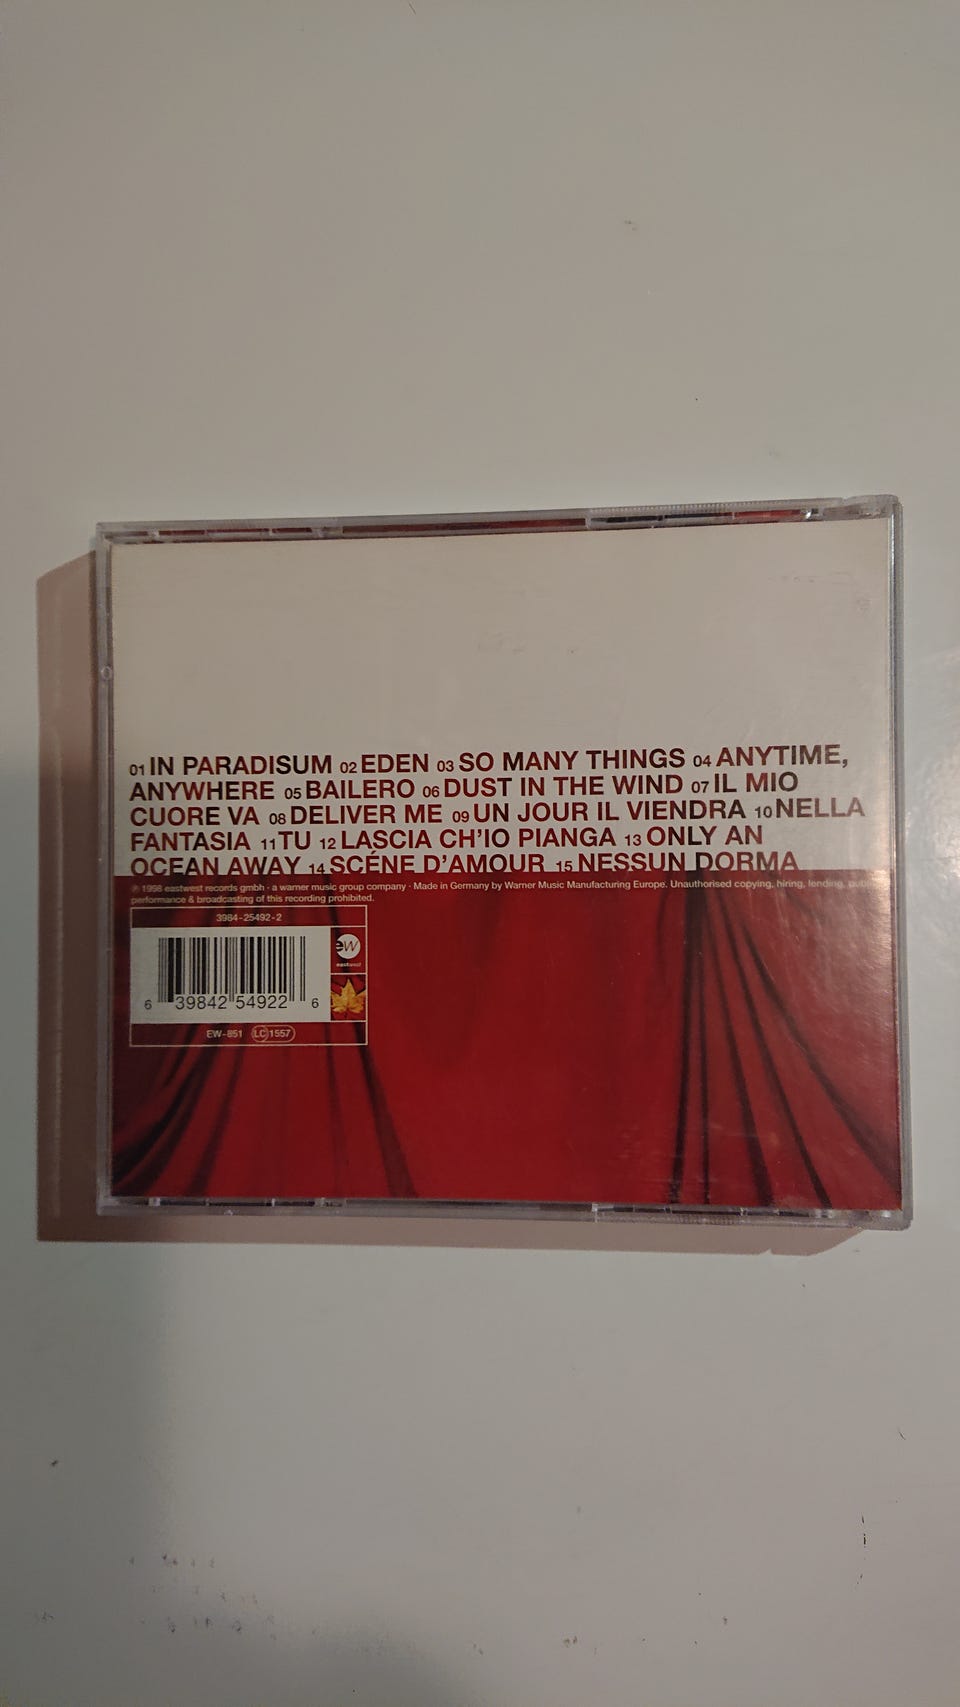 01 IN PARADISUM 02 EDEN 03 SO MANY THINGS 04 ANYTIME,
ANYWHERE 05 BAILERO 06 DUST IN THE WIND 07 IL MIO
CUORE VA 08 DELIVER ME 09 UN JOUR IL VIENDRA 10 NELLA
FANTASIA 11 TU 12 LASCIA CH'IO PIANGA 13 ONLY AN
OCEAN AWAY 14 SCÉNE D'AMOUR 15 NESSUN DORMA
℗ 1998 eastwest records gmbh · a warner music group company · Made in Germany by Warner Music Manufacturing Europe. Unauthorised copying, hiring, lending,
performance & broadcasting of this recording prohibited.
3984-25492-2
ew
eastwest
6 39842 54922 6
EW-851 LC 1557